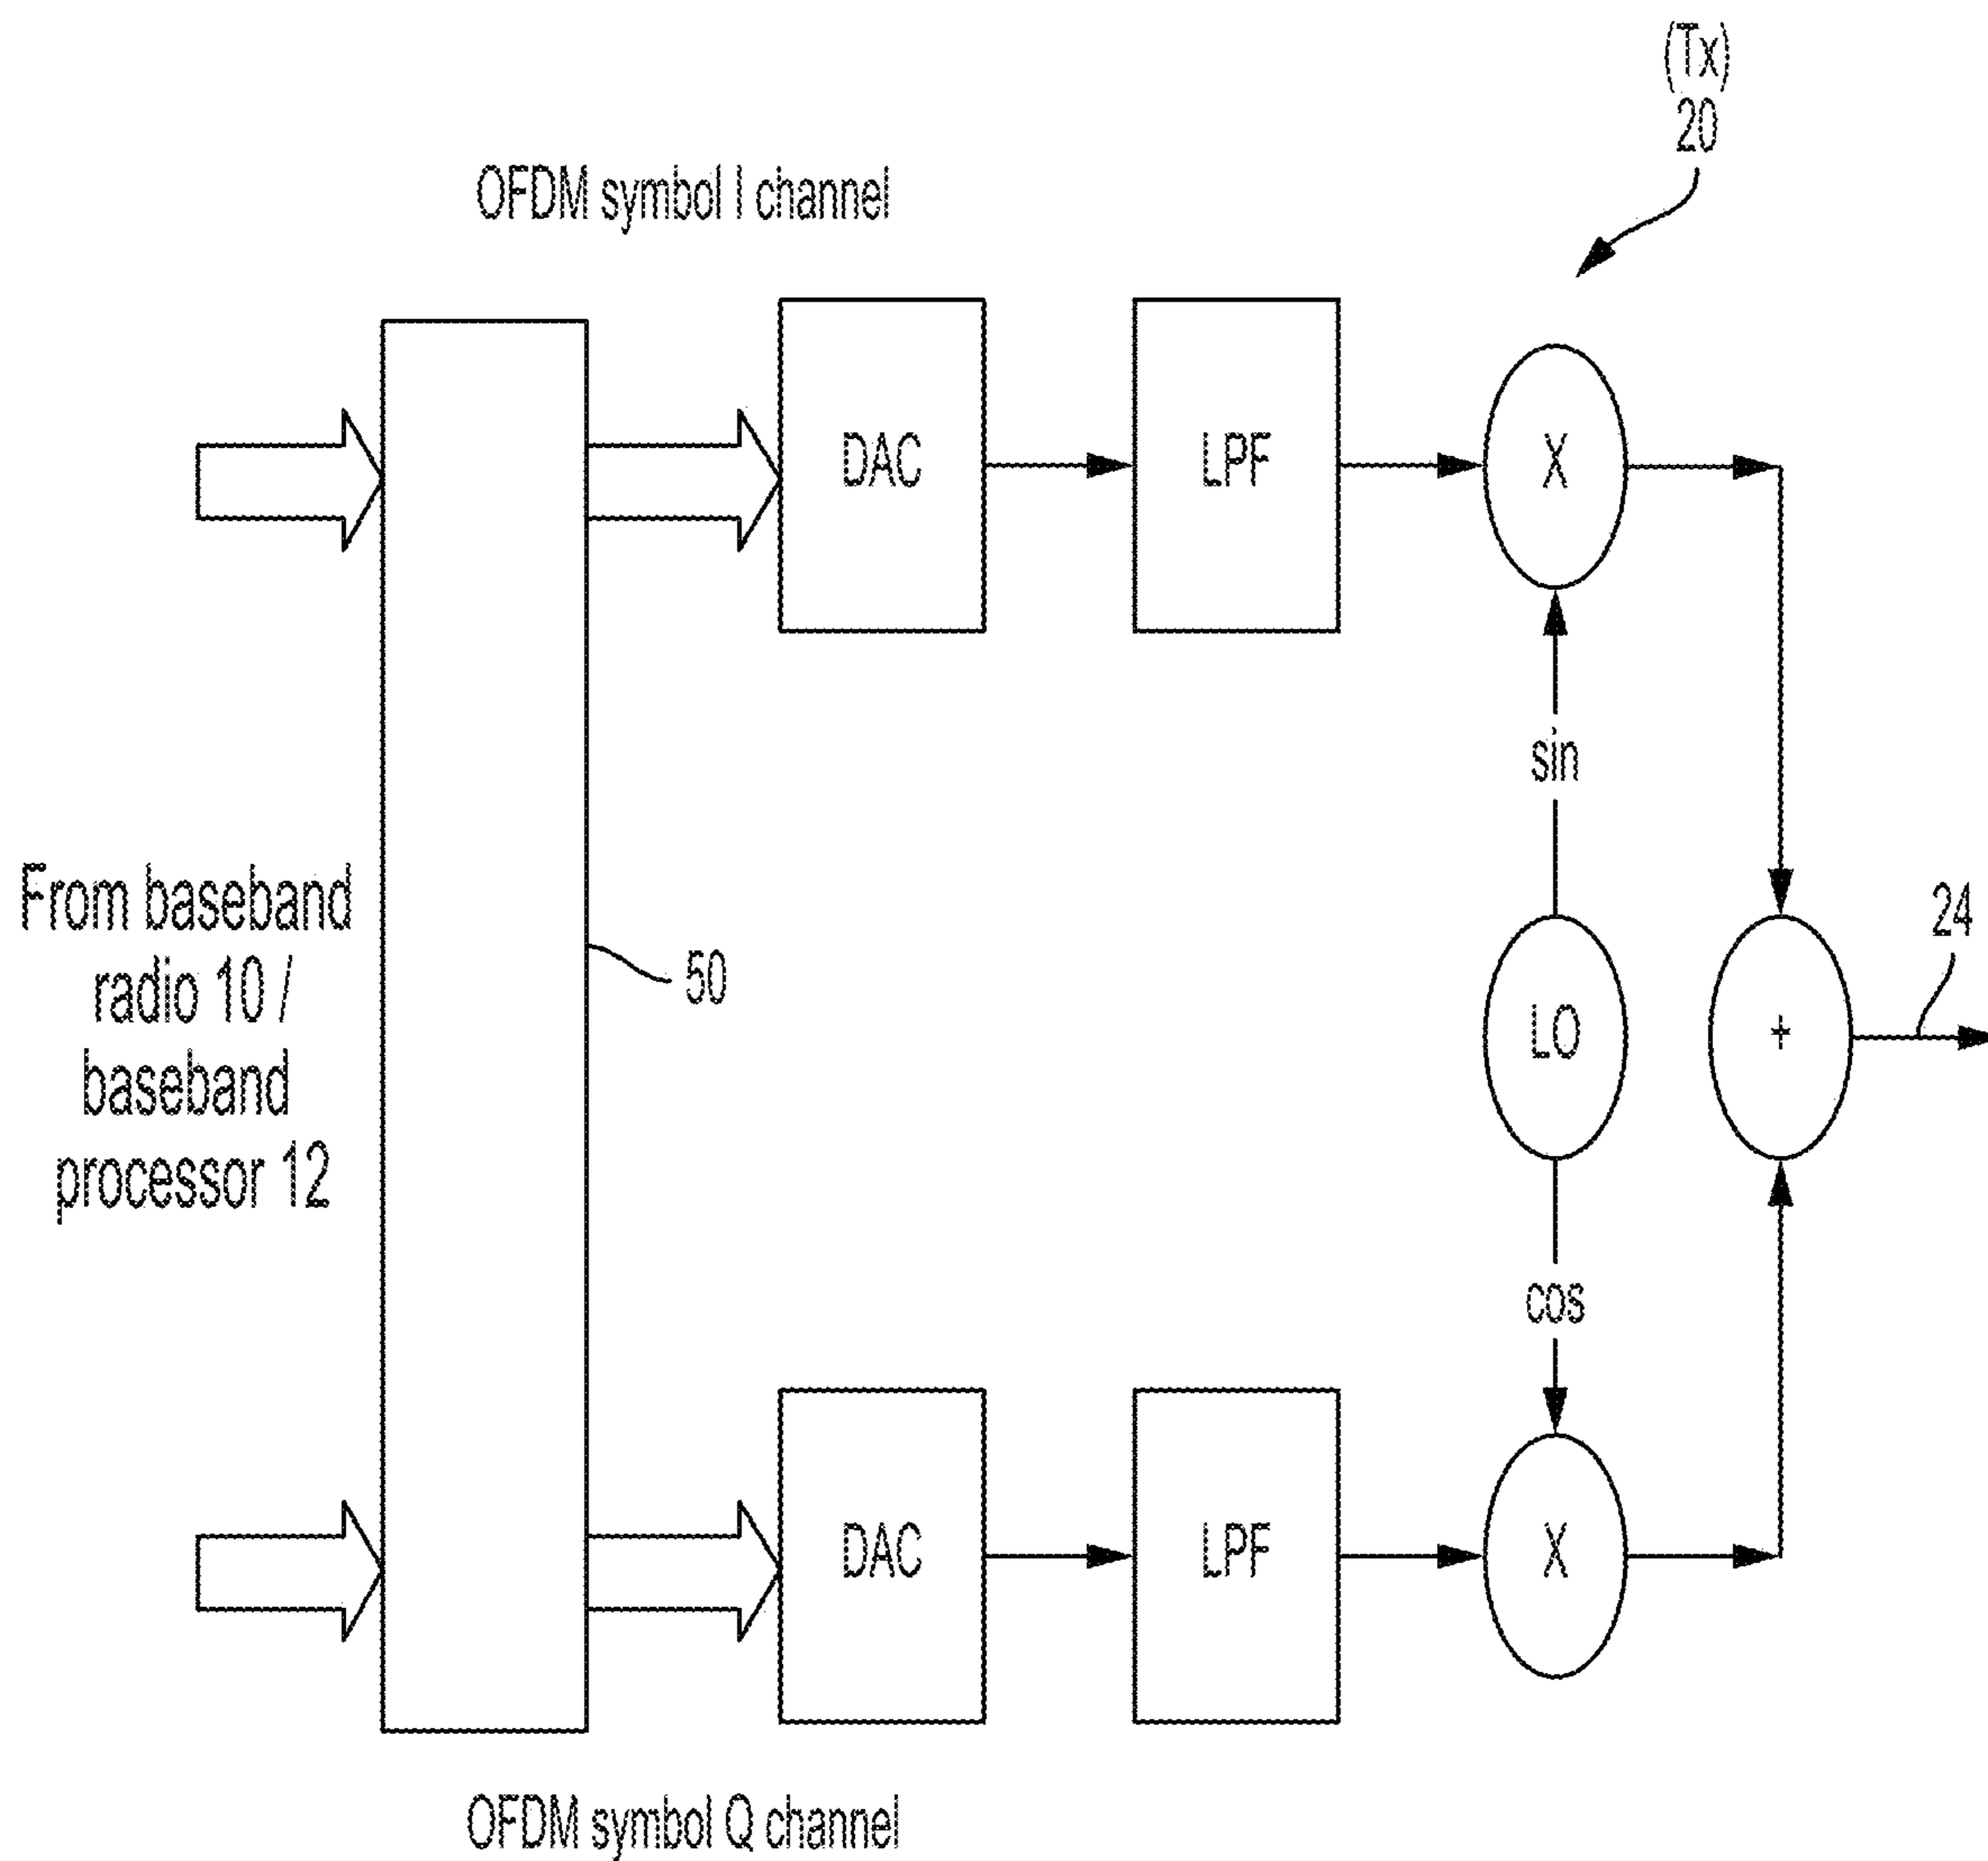 (Tx)
20
OFDM symbol I channel
DAC
LPF
X
sin
From baseband
radio 10 /
baseband
processor 12
50
LO
+
24
cos
DAC
LPF
X
OFDM symbol Q channel